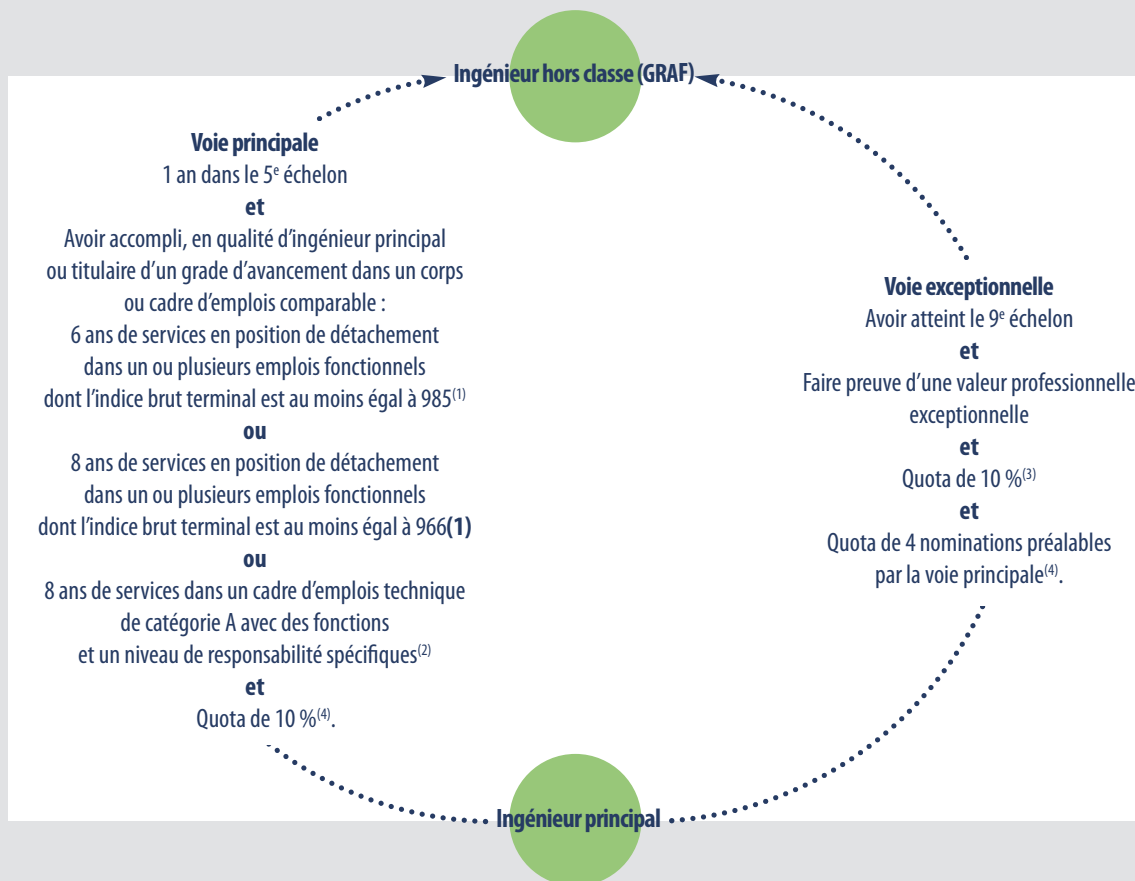 Ingénieur hors classe (GRAF)
Voie principale
1 an dans le 5e échelon
et
Avoir accompli, en qualité d'ingénieur principal
ou titulaire d'un grade d'avancement dans un corps
ou cadre d'emplois comparable :
6 ans de services en position de détachement
dans un ou plusieurs emplois fonctionnels
dont l'indice brut terminal est au moins égal à 985(1)
ou
8 ans de services en position de détachement
dans un ou plusieurs emplois fonctionnels
dont l'indice brut terminal est au moins égal à 966(1)
ou
8 ans de services dans un cadre d'emplois technique
de catégorie A avec des fonctions
et un niveau de responsabilité spécifiques(2)
et
Quota de 10 %(4).
Voie exceptionnelle
Avoir atteint le 9e échelon
et
Faire preuve d'une valeur professionnelle
exceptionnelle
et
Quota de 10 %(3)
et
Quota de 4 nominations préalables
par la voie principale(4).
Ingénieur principal